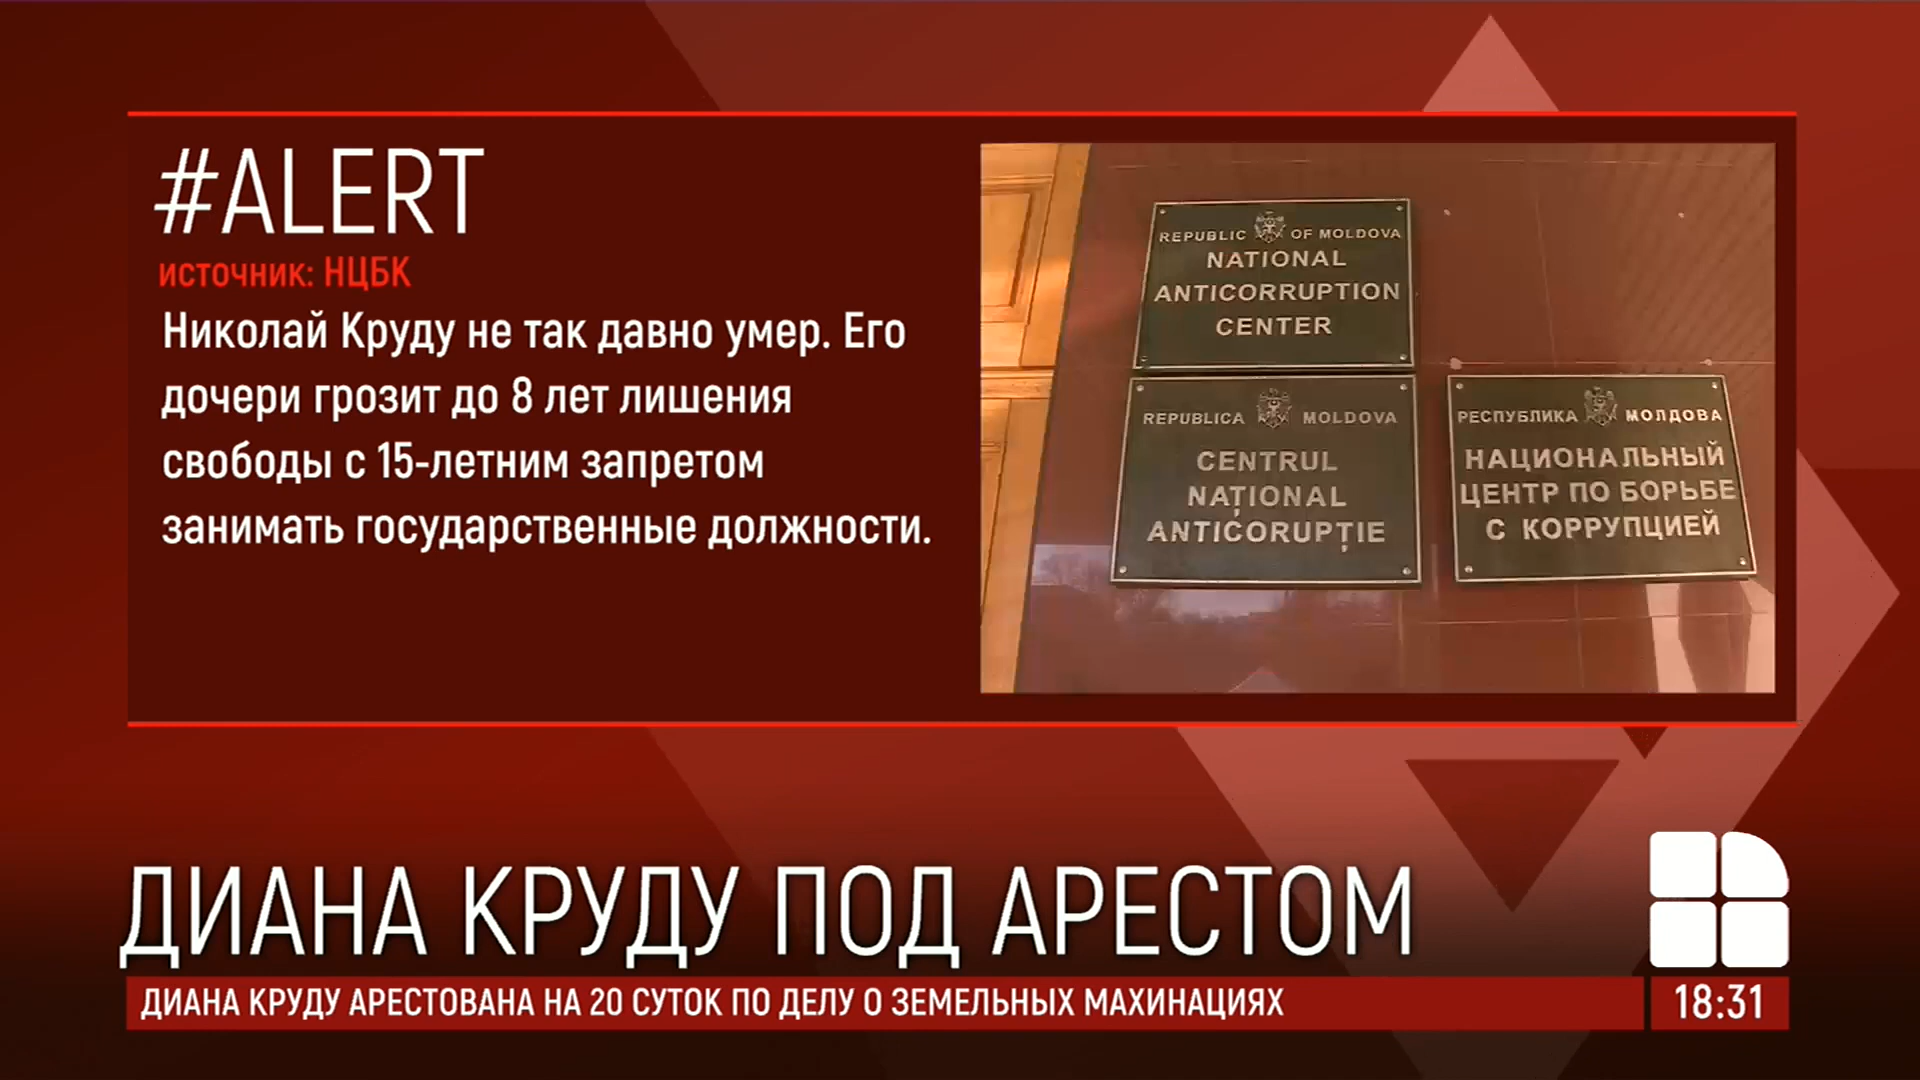 #ALERT
источник: НЦБК
Николай Круду не так давно умер. Его
дочери грозит до 8 лет лишения
свободы с 15-летним запретом
занимать государственные должности.
REPUBLIC OF MOLDOVA
NATIONAL
ANTICORRUPTION
CENTER
REPUBLICA MOLDOVA
CENTRUL
NAȚIONAL
ANTICORUPȚIE
РЕСПУБЛИКА МОЛДОВА
НАЦИОНАЛЬНЫЙ
ЦЕНТР ПО БОРЬБЕ
С КОРРУПЦИЕЙ
ДИАНА КРУДУ ПОД АРЕСТОМ
ДИАНА КРУДУ АРЕСТОВАНА НА 20 СУТОК ПО ДЕЛУ О ЗЕМЕЛЬНЫХ МАХИНАЦИЯХ
18:31